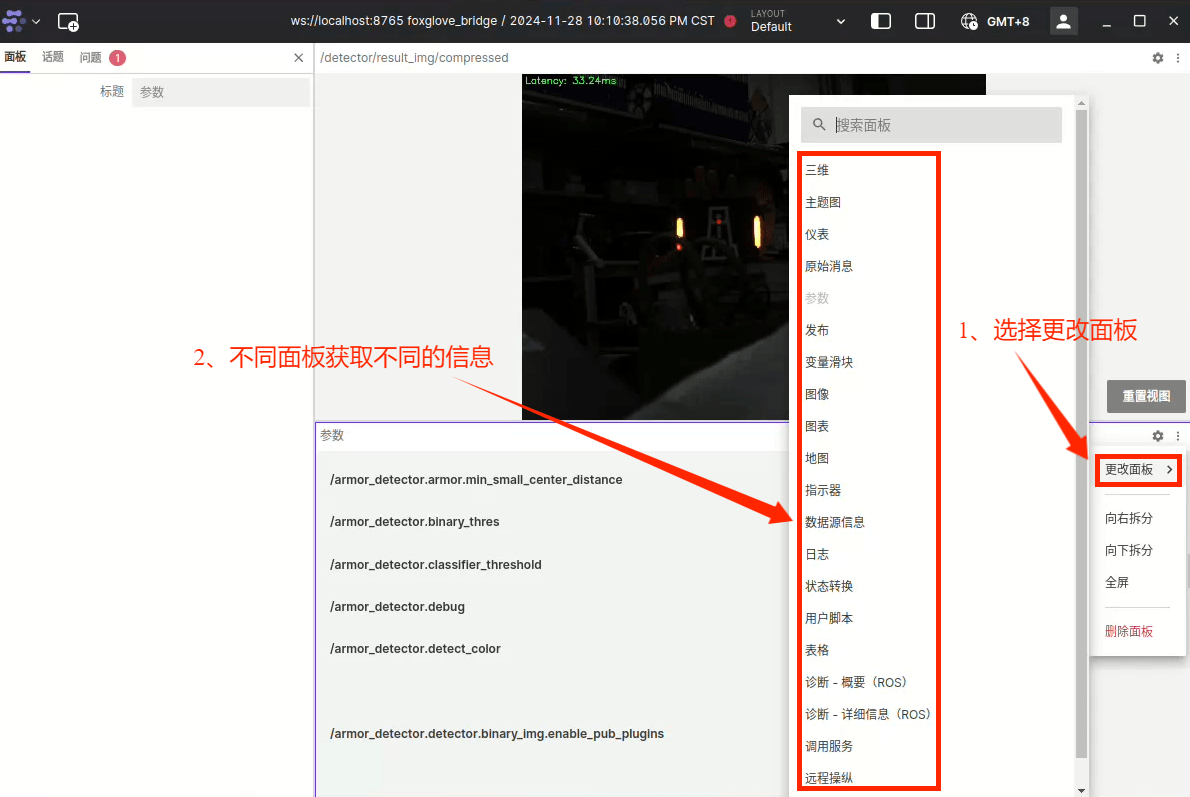 ws://localhost:8765 foxglove_bridge / 2024-11-28 10:10:38.056 PM CST
LAYOUT
Default
GMT+8
面板 话题 问题 1
标题 参数
/detector/result_img/compressed
Latency: 33.24ms
搜索面板
三维
主题图
仪表
原始消息
参数
发布
变量滑块
图像
图表
地图
指示器
数据源信息
日志
状态转换
用户脚本
表格
诊断 - 概要（ROS）
诊断 - 详细信息（ROS）
调用服务
远程操纵
1、选择更改面板
2、不同面板获取不同的信息
重置视图
更改面板
向右拆分
向下拆分
全屏
删除面板
参数
/armor_detector.armor.min_small_center_distance
/armor_detector.binary_thres
/armor_detector.classifier_threshold
/armor_detector.debug
/armor_detector.detect_color
/armor_detector.detector.binary_img.enable_pub_plugins